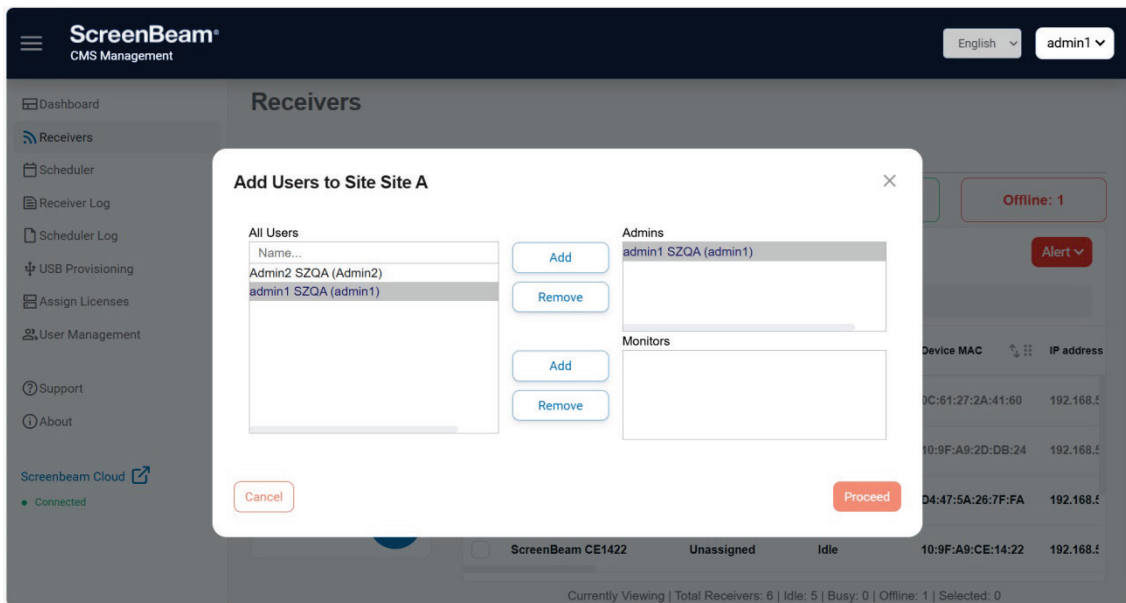 ScreenBeam®
CMS Management
English
admin1
Dashboard
Receivers
Scheduler
Receiver Log
Scheduler Log
USB Provisioning
Assign Licenses
User Management
Support
About
Screenbeam Cloud
Connected
Receivers
Offline: 1
Alert
Add Users to Site Site A
All Users
Name...
Admin2 SZQA (Admin2)
admin1 SZQA (admin1)
Add
Remove
Add
Remove
Admins
admin1 SZQA (admin1)
Monitors
Cancel
Proceed
Device MAC IP address
0C:61:27:2A:41:60 192.168.5
10:9F:A9:2D:DB:24 192.168.5
D4:47:5A:26:7F:FA 192.168.5
ScreenBeam CE1422 Unassigned Idle 10:9F:A9:CE:14:22 192.168.5
Currently Viewing | Total Receivers: 6 | Idle: 5 | Busy: 0 | Offline: 1 | Selected: 0